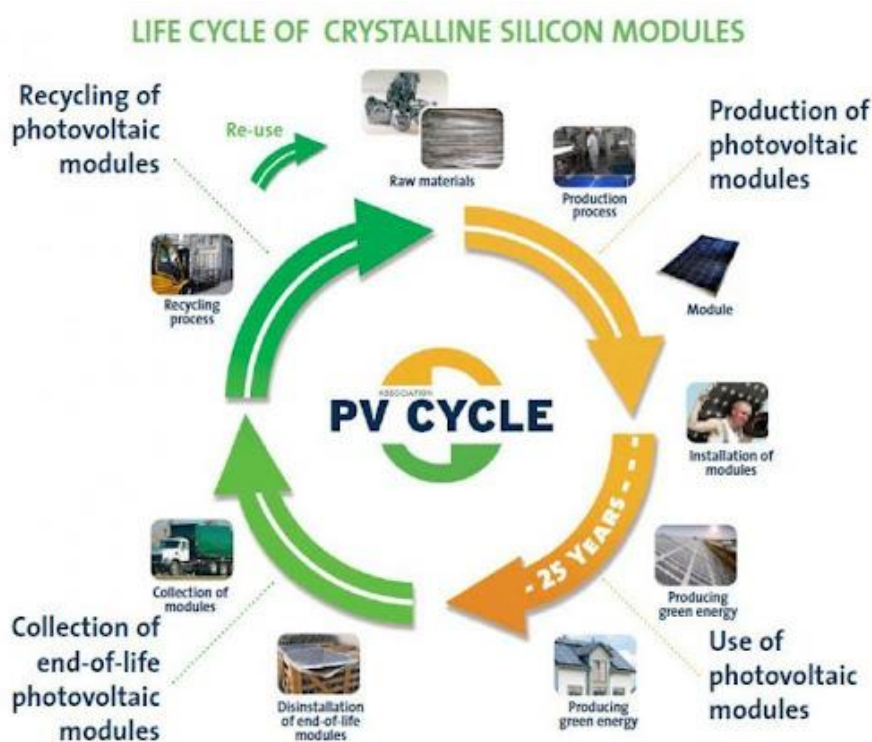 LIFE CYCLE OF CRYSTALLINE SILICON MODULES
Recycling of
photovoltaic
modules
Re-use
Raw materials
Production
process
Production of
photovoltaic
modules
Module
Recycling
process
ASSOCIATION
PV CYCLE
Installation of
modules
- 25 YEARS - - -
Producing
green energy
Use of
photovoltaic
modules
Producing
green energy
Disinstallation
of end-of-life
modules
Collection of
modules
Collection of
end-of-life
photovoltaic
modules